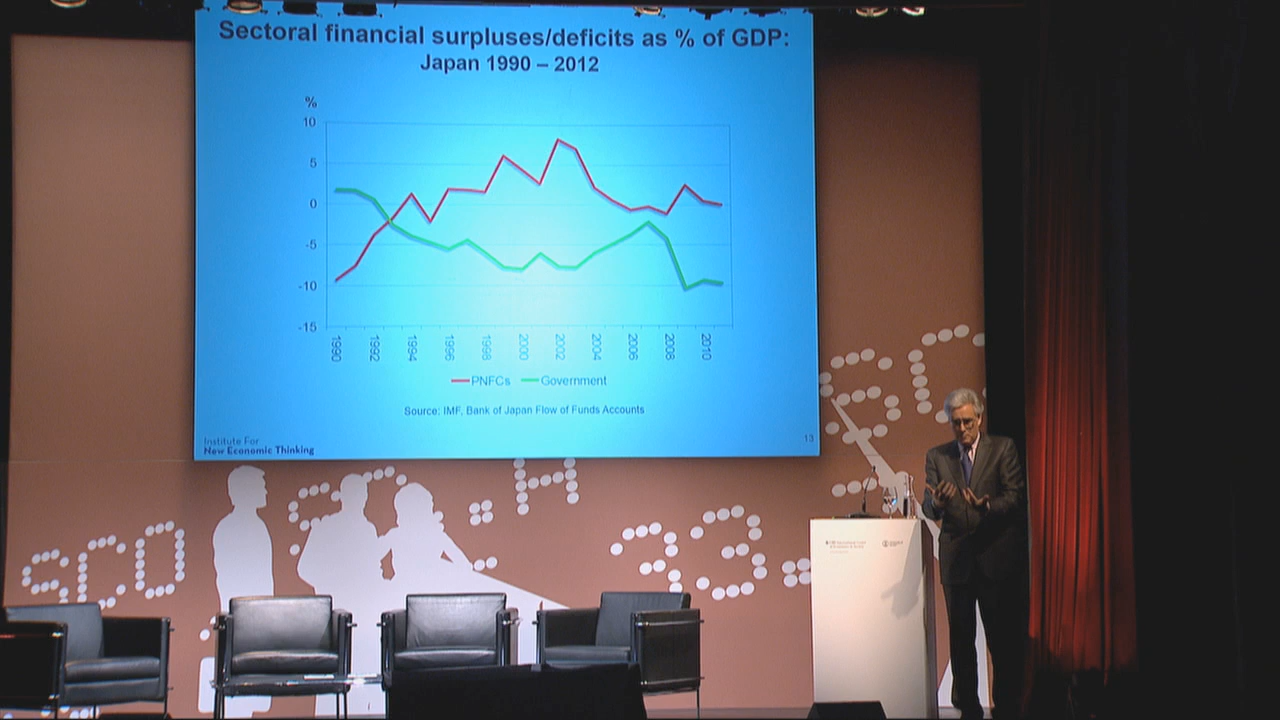 Sectoral financial surpluses/deficits as % of GDP:
Japan 1990 – 2012
%
10
5
0
-5
-10
-15
1990 1992 1994 1996 1998 2000 2002 2004 2006 2008 2010
PNFCs Government
Source: IMF, Bank of Japan Flow of Funds Accounts
13
Institute For
New Economic Thinking